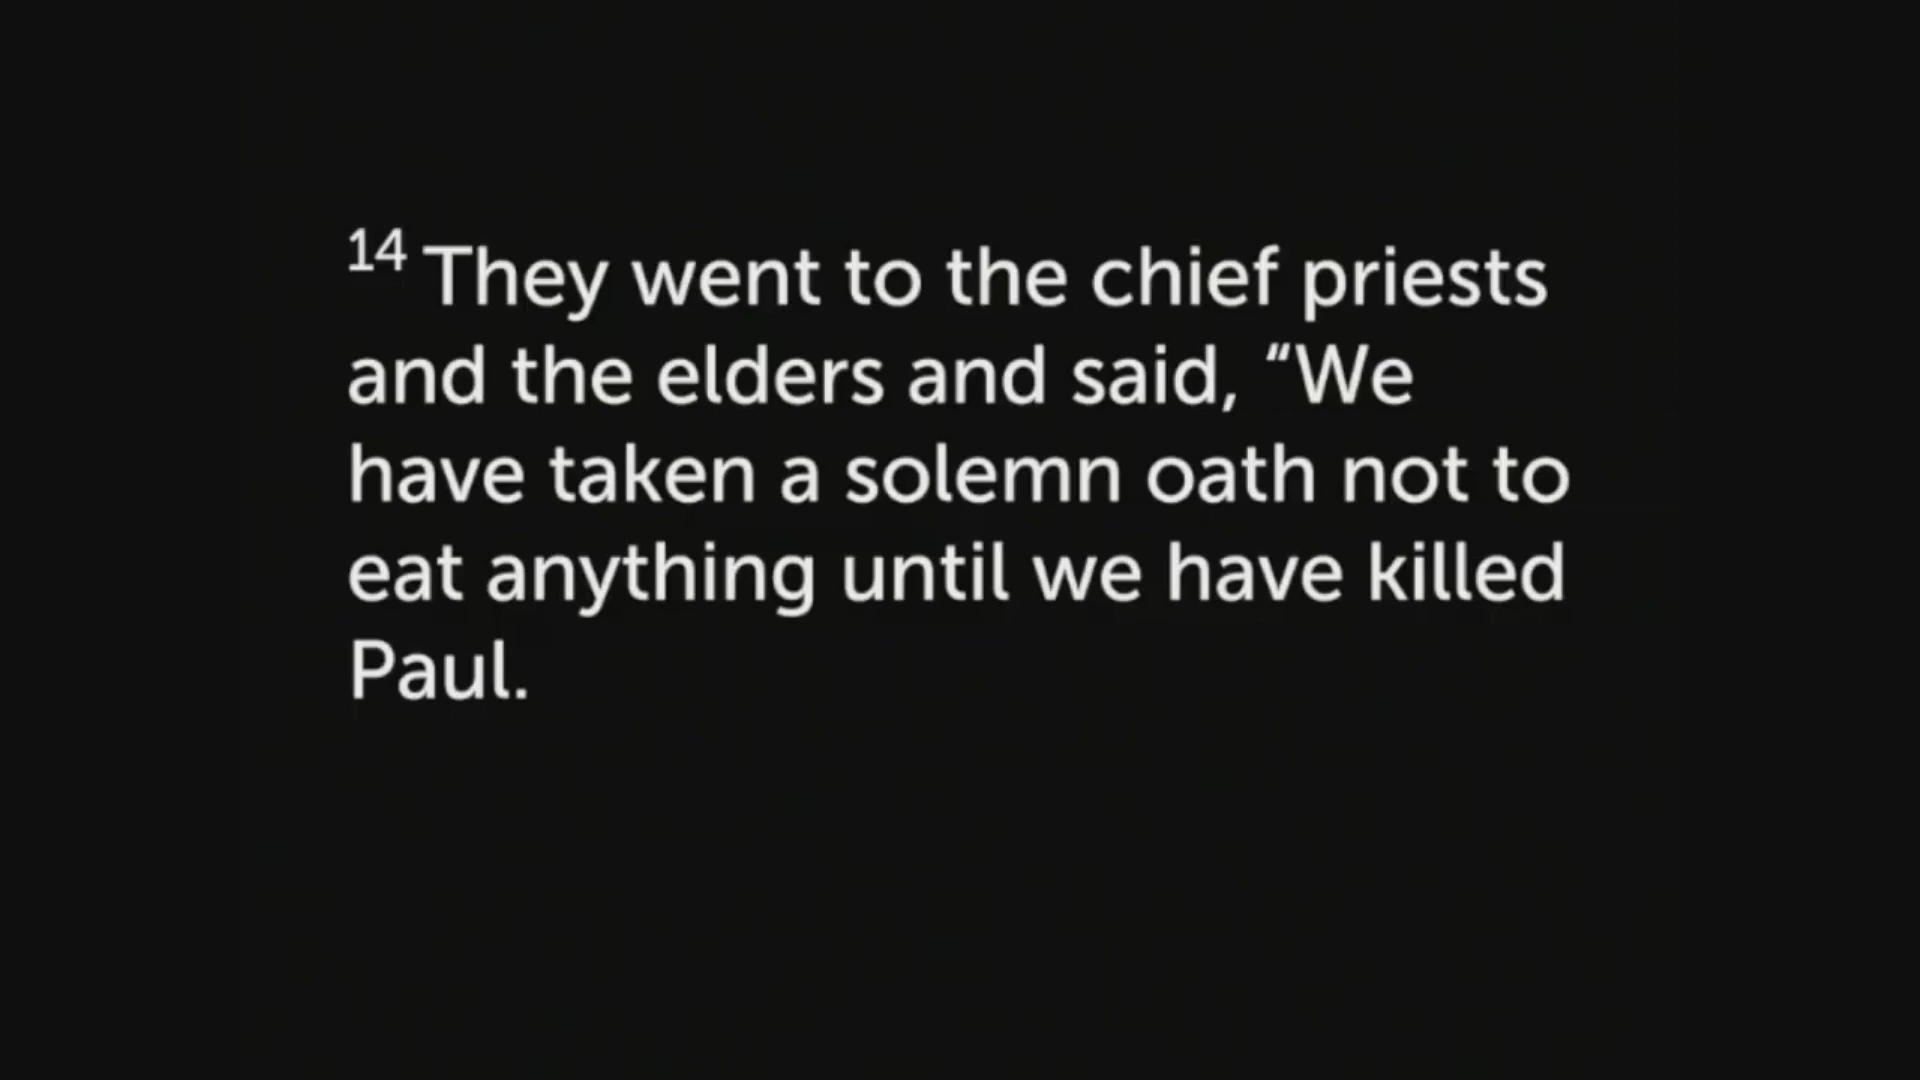 14 They went to the chief priests
and the elders and said, “We
have taken a solemn oath not to
eat anything until we have killed
Paul.